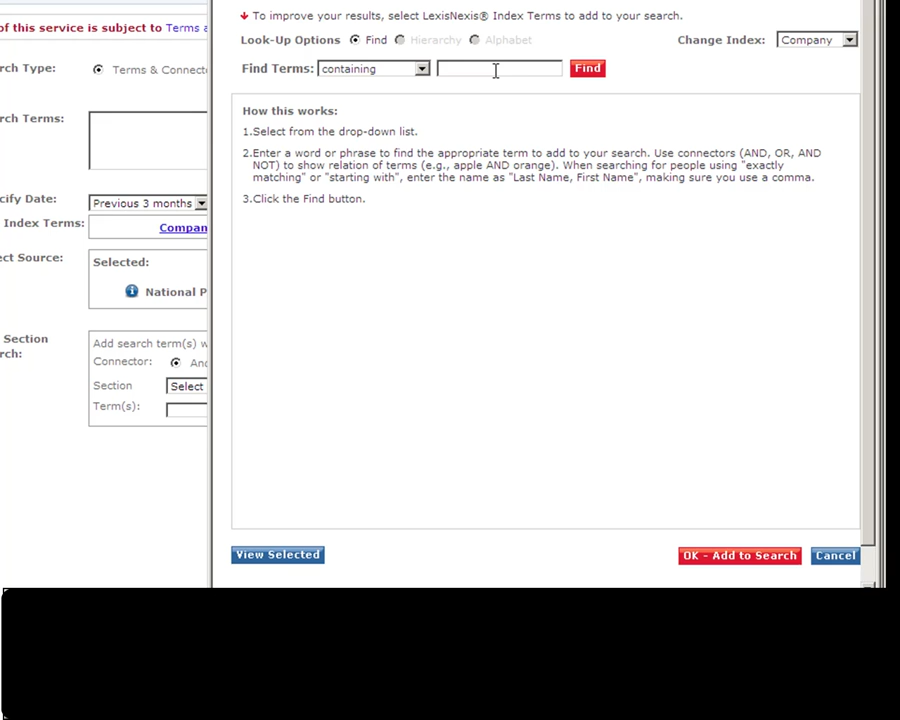 To improve your results, select LexisNexis® Index Terms to add to your search.
of this service is subject to Terms a
Look-Up Options Find Hierarchy Alphabet Change Index: Company
rch Type: Terms & Connecto
Find Terms: containing Find
How this works:
rch Terms:
1.Select from the drop-down list.
2.Enter a word or phrase to find the appropriate term to add to your search. Use connectors (AND, OR, AND
NOT) to show relation of terms (e.g., apple AND orange). When searching for people using "exactly
matching" or "starting with", enter the name as "Last Name, First Name", making sure you use a comma.
3.Click the Find button.
cify Date: Previous 3 months
Index Terms: Compan
ect Source: Selected:
National P
Section
rch:
Add search term(s) w
Connector: And
Section Select
Term(s):
View Selected OK - Add to Search Cancel